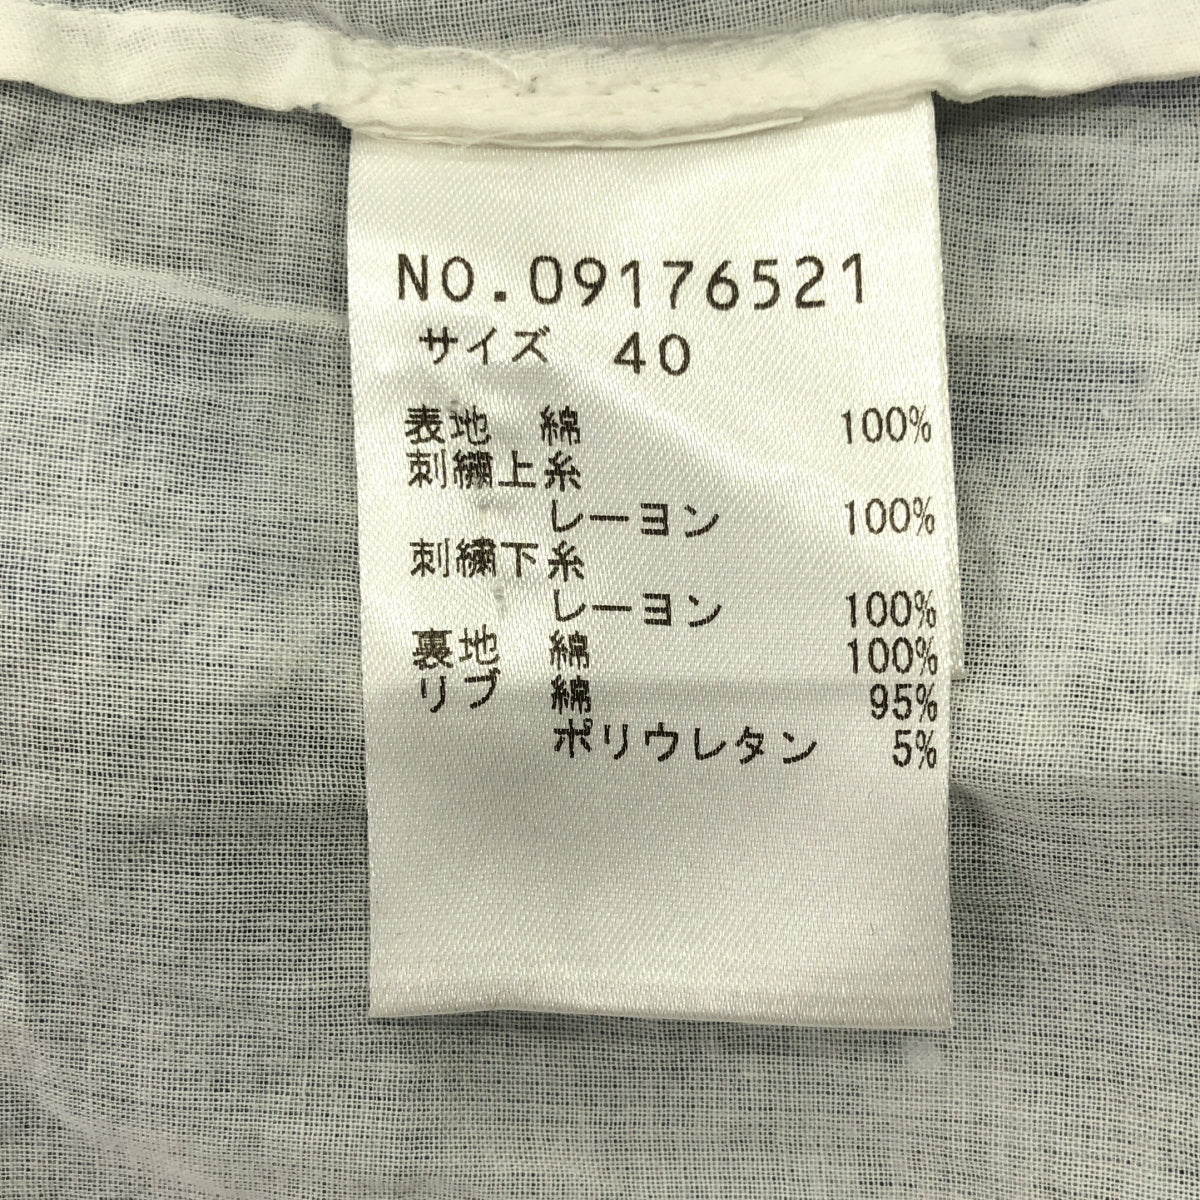 NO.09176521
サイズ 40
表地 綿 100%
刺繍上糸
レーヨン 100%
刺繍下糸
レーヨン 100%
裏地 綿 100%
リブ 綿 95%
ポリウレタン 5%